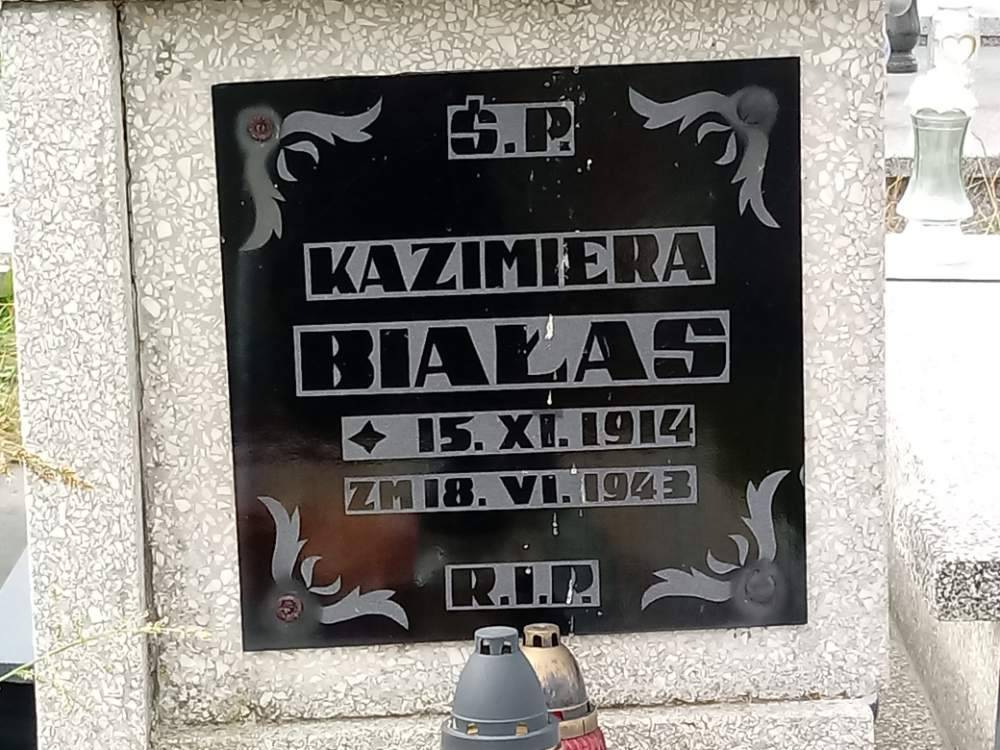 Ś.P.
KAZIMIERA
BIAŁAS
15. XI. 1914
ZM 18. VI. 1943
R.I.P.